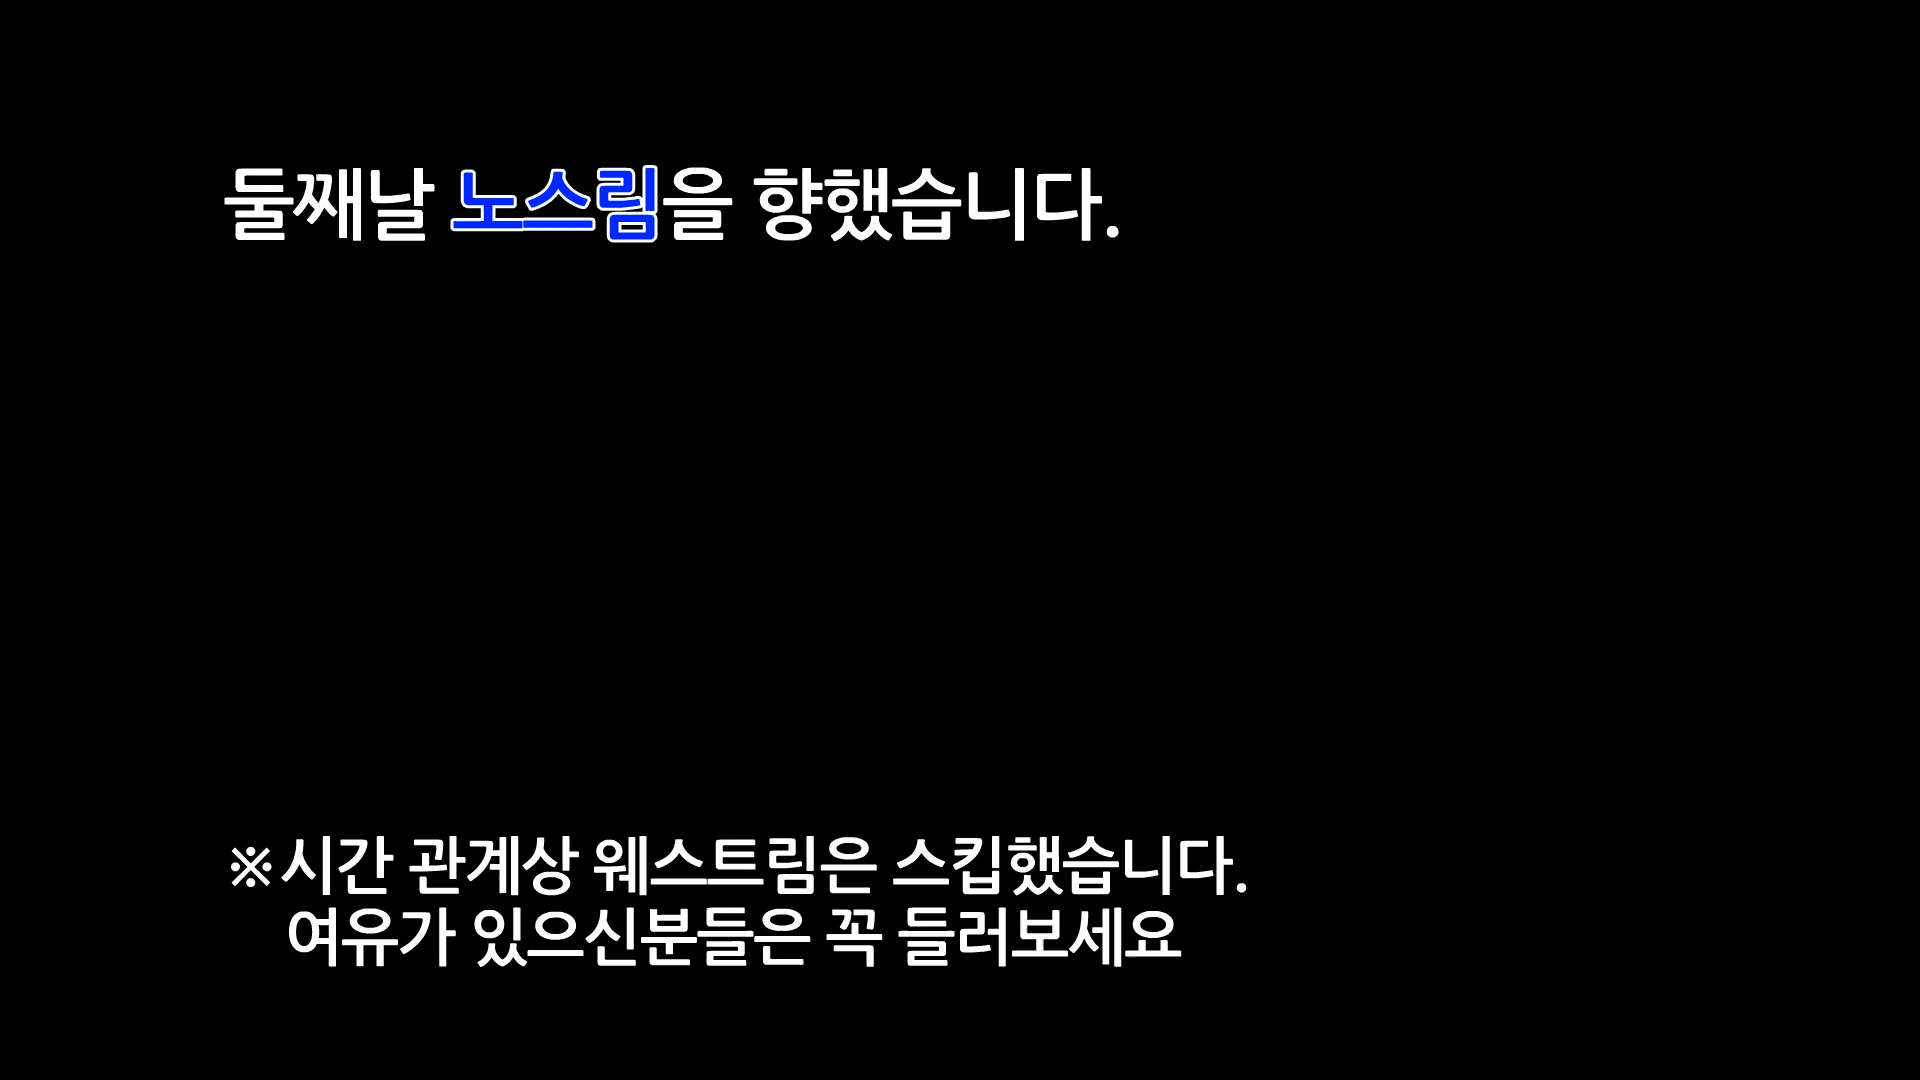 둘째날 노스림을 향했습니다.
※시간 관계상 웨스트림은 스킵했습니다.
여유가 있으신분들은 꼭 들러보세요